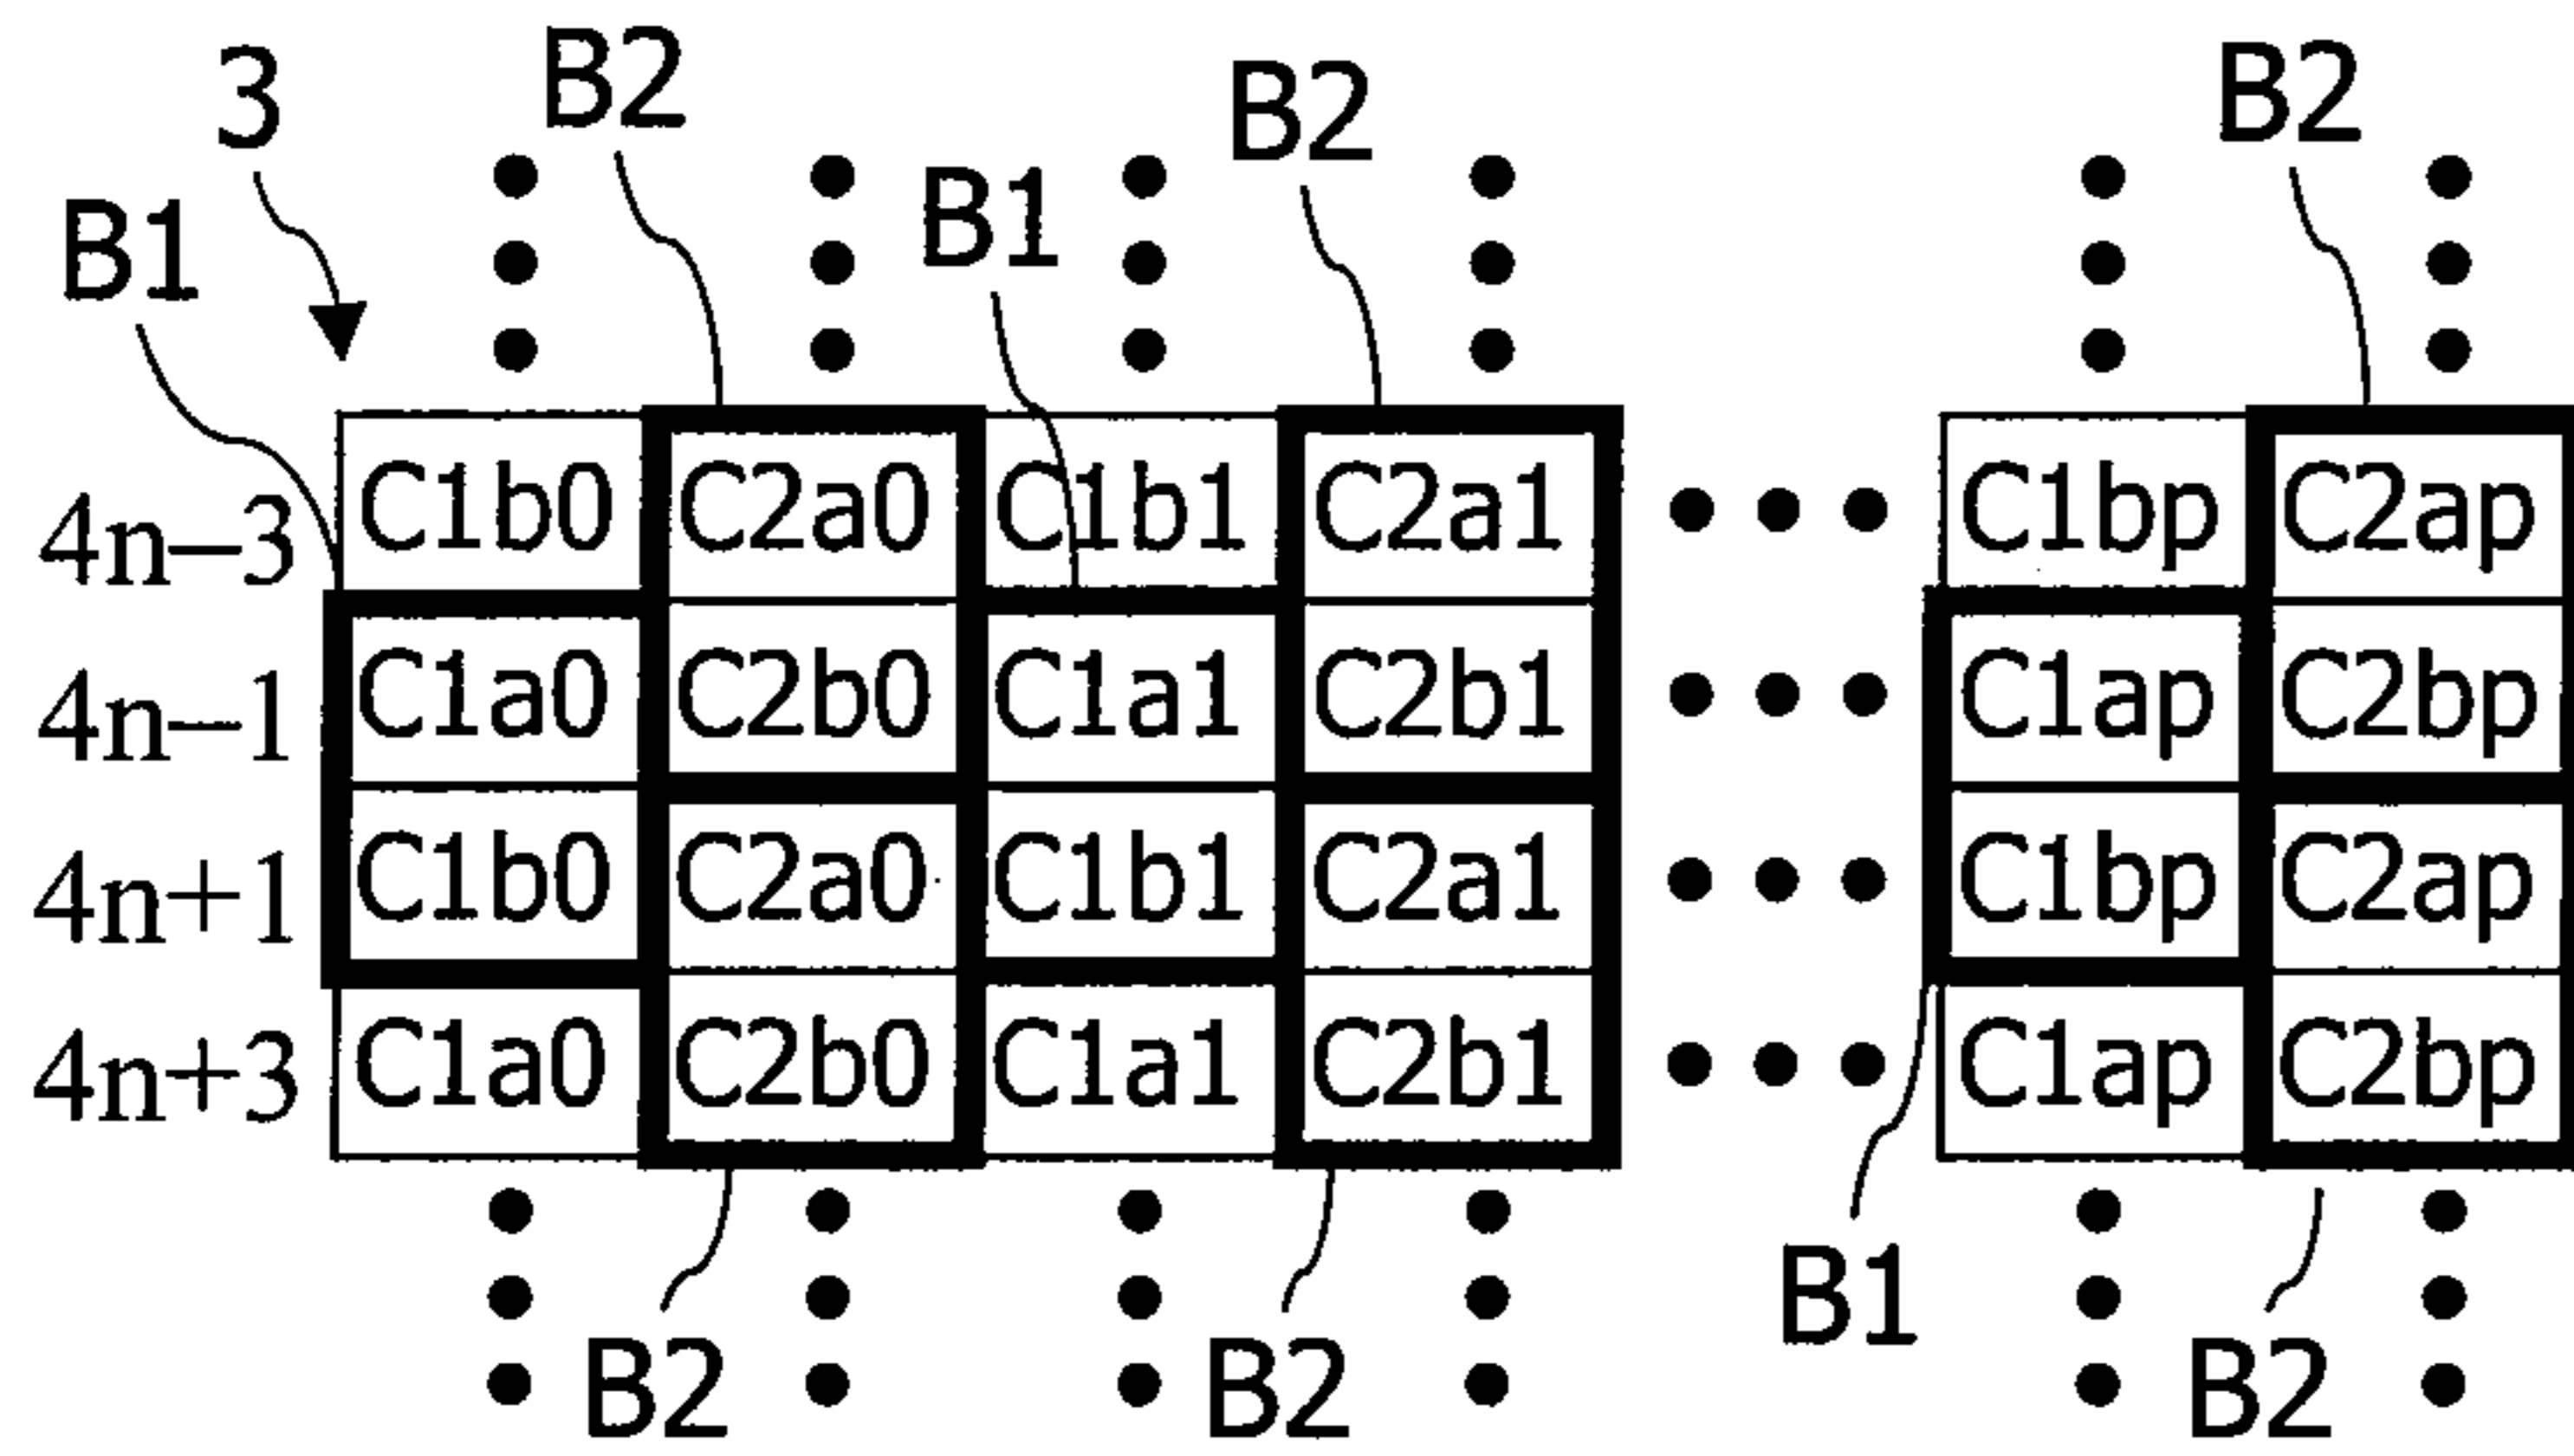 3 B2 B2 B2
B1 B1
4n–3 C1b0 C2a0 C1b1 C2a1 C1bp C2ap
4n–1 C1a0 C2b0 C1a1 C2b1 C1ap C2bp
4n+1 C1b0 C2a0 C1b1 C2a1 C1bp C2ap
4n+3 C1a0 C2b0 C1a1 C2b1 C1ap C2bp
B1
B2 B2 B2